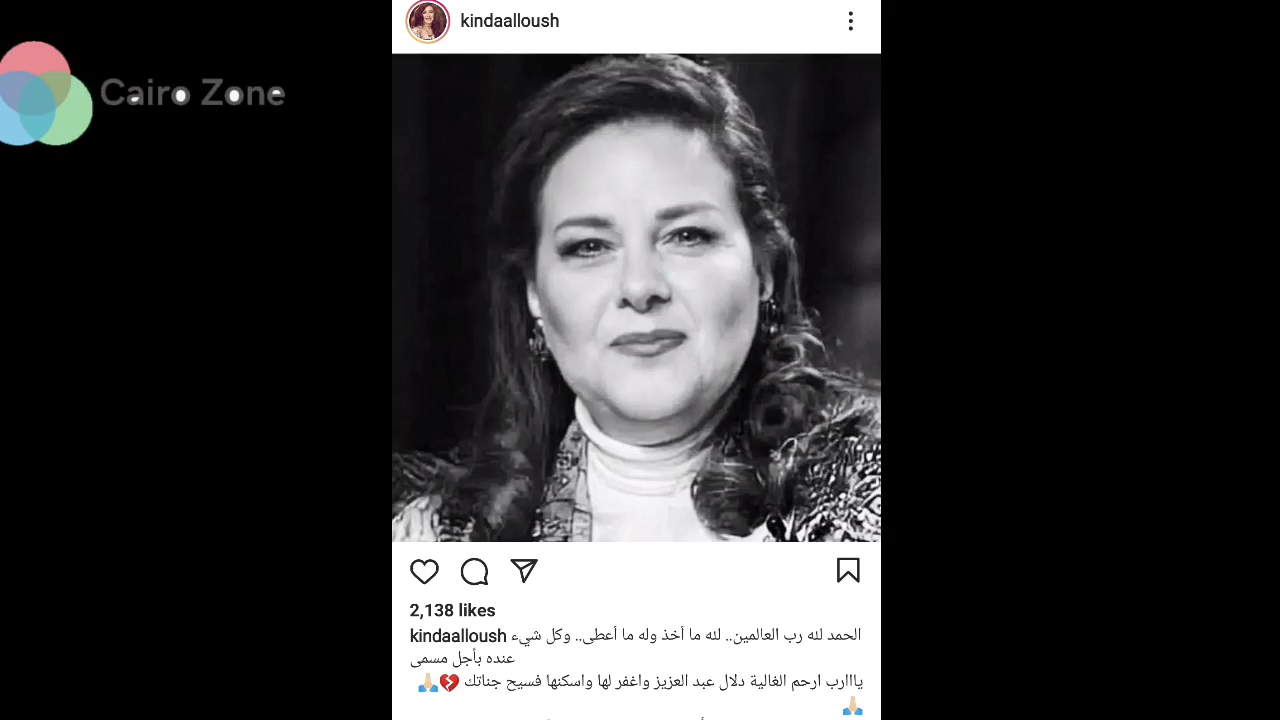 kindaalloush
Cairo Zone
2,138 likes
kindaalloush الحمد لله رب العالمين.. لله ما أخذ وله ما أعطى.. وكل شيء
عنده بأجل مسمى
يااارب ارحم الغالية دلال عبد العزيز واغفر لها واسكنها فسيح جناتك 💔🙏🏼
🙏🏼